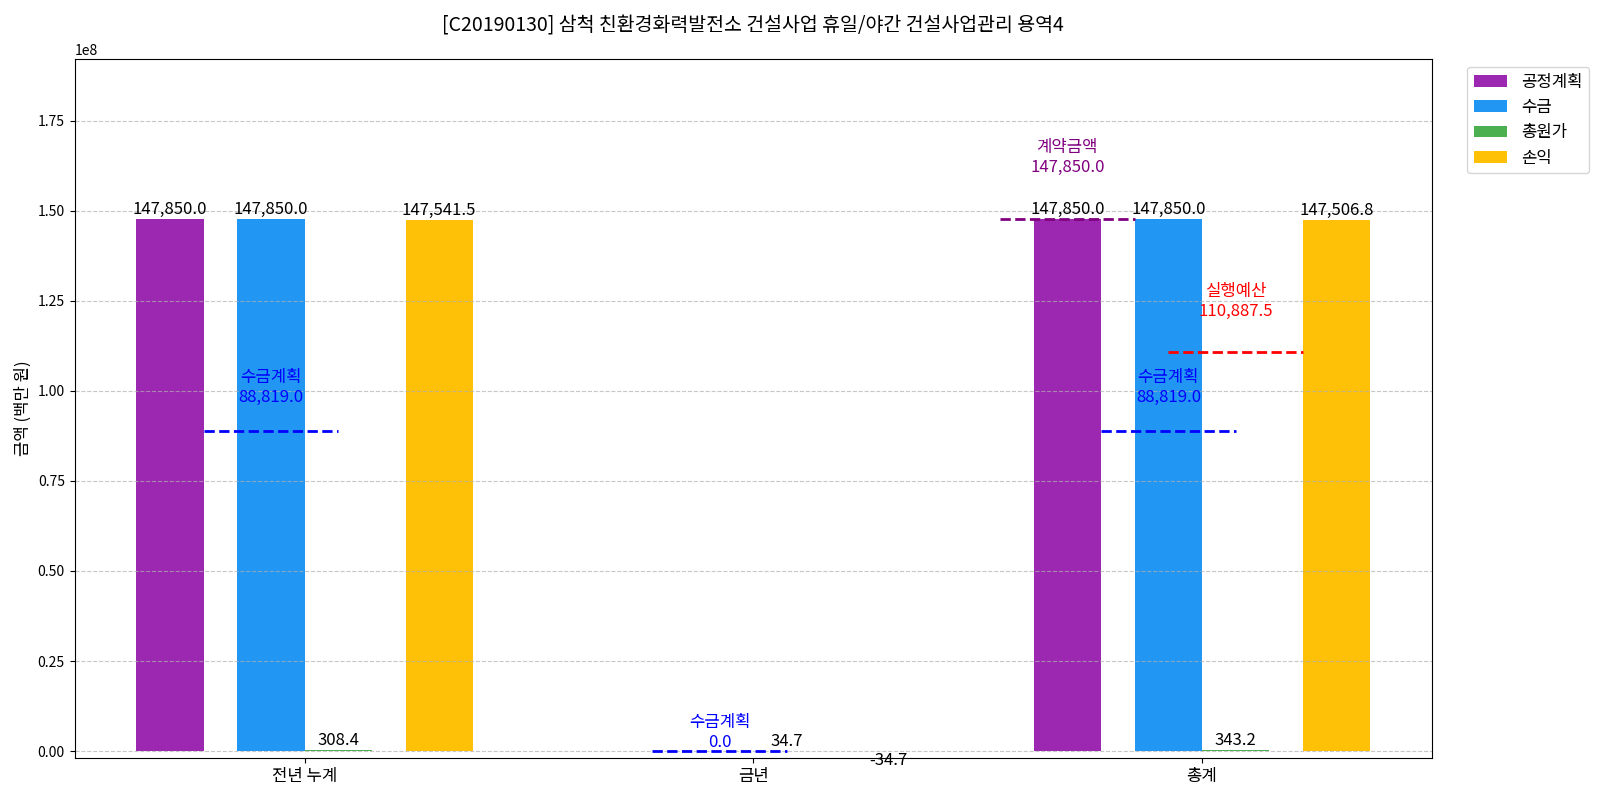 [C20190130] 삼척 친환경화력발전소 건설사업 휴일/야간 건설사업관리 용역4
1e8
금액 (백만 원)
1.75
1.50
1.25
1.00
0.75
0.50
0.25
0.00
147,850.0
147,850.0
147,541.5
수금계획
88,819.0
308.4
전년 누계
수금계획
0.0
34.7
-34.7
금년
계약금액
147,850.0
147,850.0
147,850.0
147,506.8
실행예산
110,887.5
수금계획
88,819.0
343.2
총계
공정계획
수금
총원가
손익